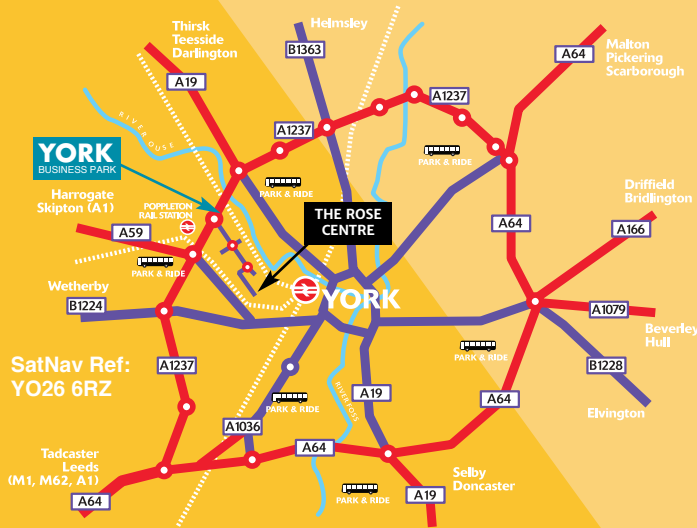 Thirsk
Teesside
Darlington
Helmsley
B1363
A64
Malton
Pickering
Scarborough
A19
A1237
A1237
RIVER OUSE
YORK
BUSINESS PARK
PARK & RIDE
PARK & RIDE
Harrogate
Skipton (A1)
POPPLETON
RAIL STATION
THE ROSE
CENTRE
Driffield
Bridlington
A59
A64
A166
PARK & RIDE
Wetherby
B1224
YORK
A1079
Beverley
Hull
PARK & RIDE
SatNav Ref:
YO26 6RZ
A1237
B1228
PARK & RIDE
A19
RIVER FOSS
A64
Elvington
A1036
A64
Tadcaster
Leeds
(M1, M62, A1)
A64
Selby
Doncaster
PARK & RIDE
A19